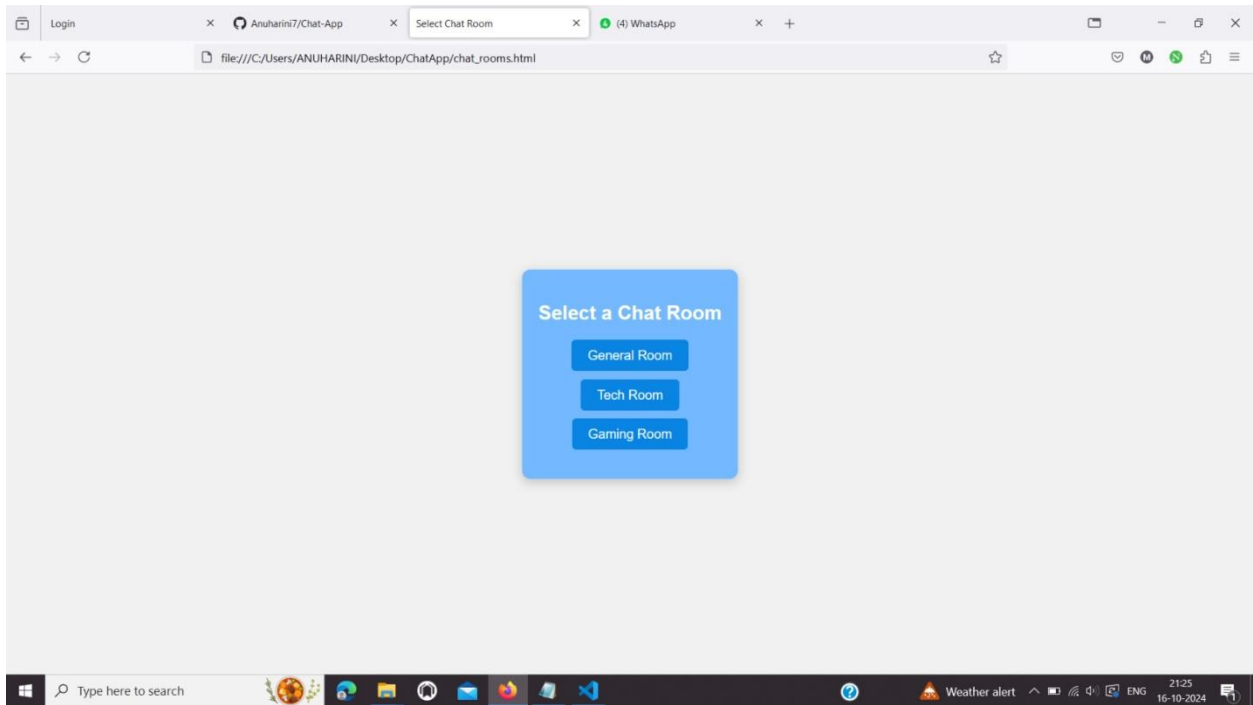 Login
Anuharini7/Chat-App
Select Chat Room
(4) WhatsApp
file:///C:/Users/ANUHARINI/Desktop/ChatApp/chat_rooms.html
M
N
Select a Chat Room
General Room
Tech Room
Gaming Room
Type here to search
Weather alert
ENG
21:25
16-10-2024
1